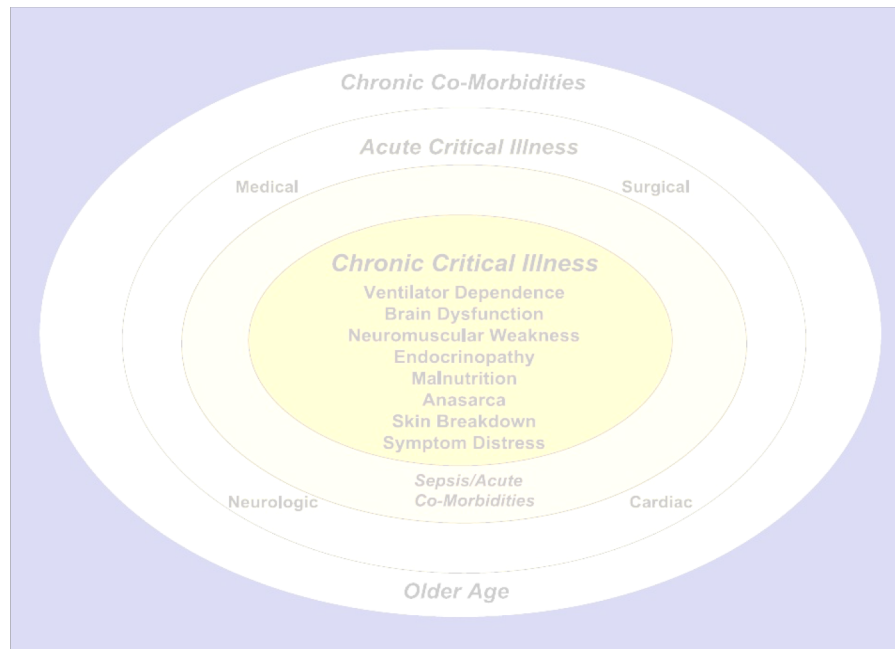 Chronic Co-Morbidities
Acute Critical Illness
Medical
Surgical
Chronic Critical Illness
Ventilator Dependence
Brain Dysfunction
Neuromuscular Weakness
Endocrinopathy
Malnutrition
Anasarca
Skin Breakdown
Symptom Distress
Sepsis/Acute
Co-Morbidities
Neurologic
Cardiac
Older Age